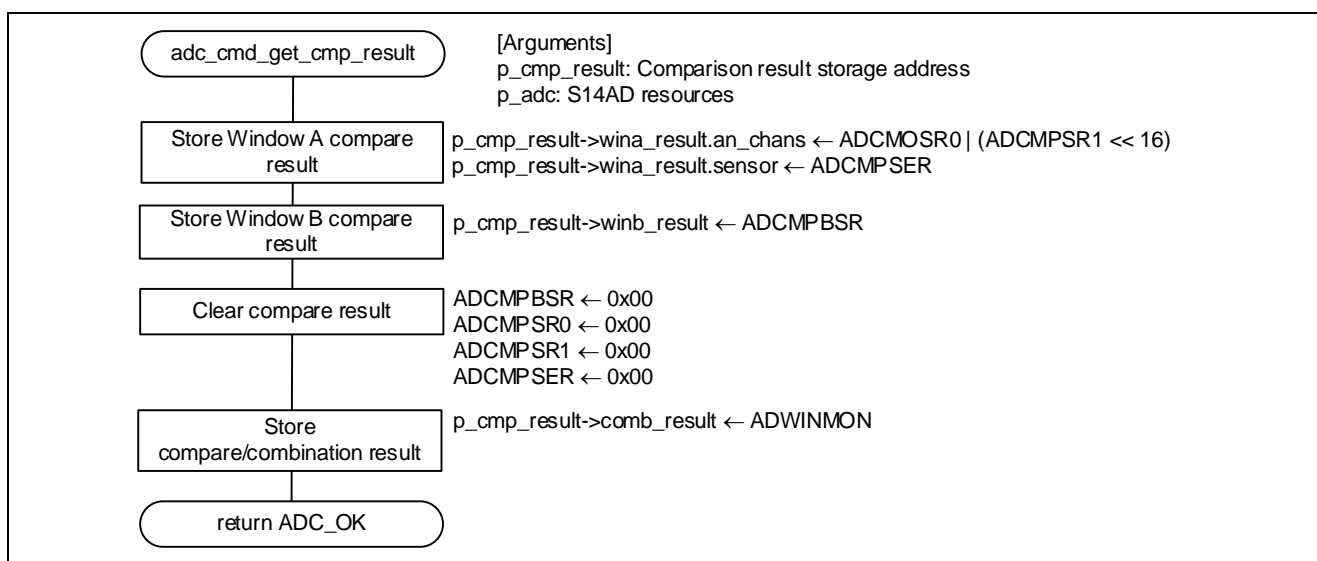 adc_cmd_get_cmp_result
[Arguments]
p_cmp_result: Comparison result storage address
p_adc: S14AD resources
Store Window A compare
result
p_cmp_result->wina_result.an_chans ← ADCMOSR0 | (ADCMPSR1 << 16)
p_cmp_result->wina_result.sensor ← ADCMPSER
Store Window B compare
result
p_cmp_result->winb_result ← ADCMPBSR
Clear compare result
ADCMPBSR ← 0x00
ADCMPSR0 ← 0x00
ADCMPSR1 ← 0x00
ADCMPSER ← 0x00
Store
compare/combination result
p_cmp_result->comb_result ← ADWINMON
return ADC_OK